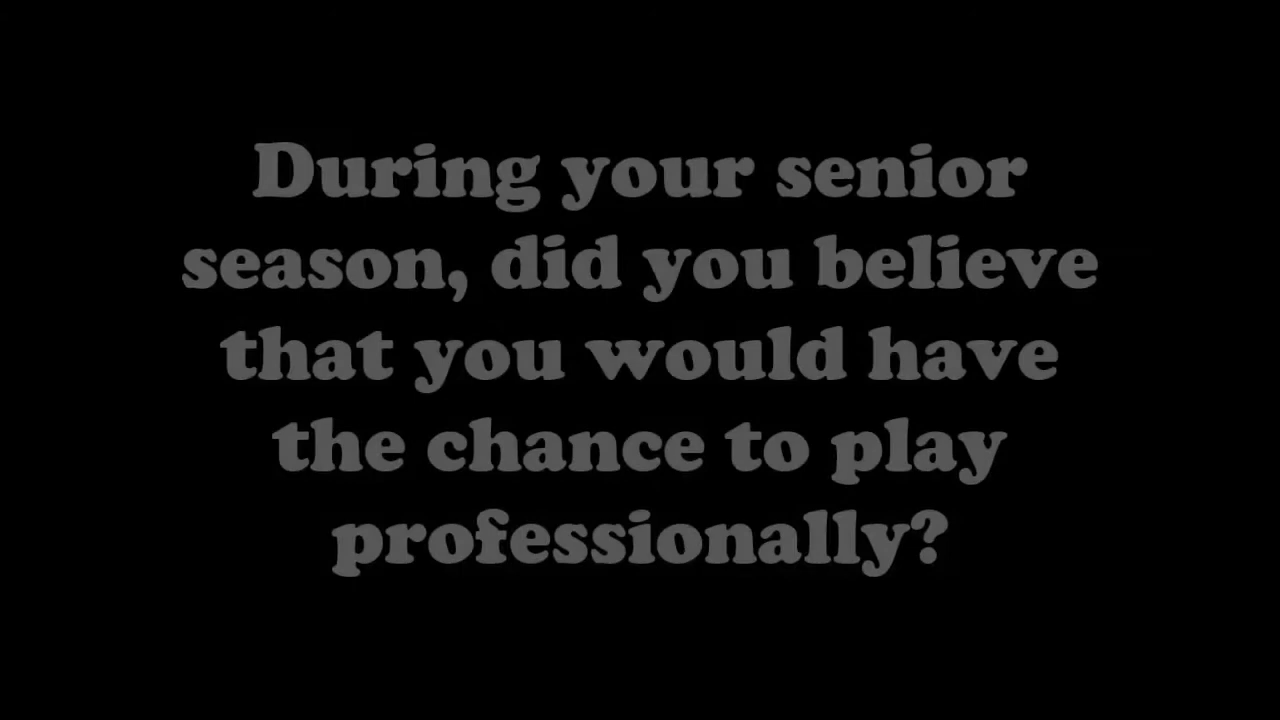 During your senior
season, did you believe
that you would have
the chance to play
professionally?